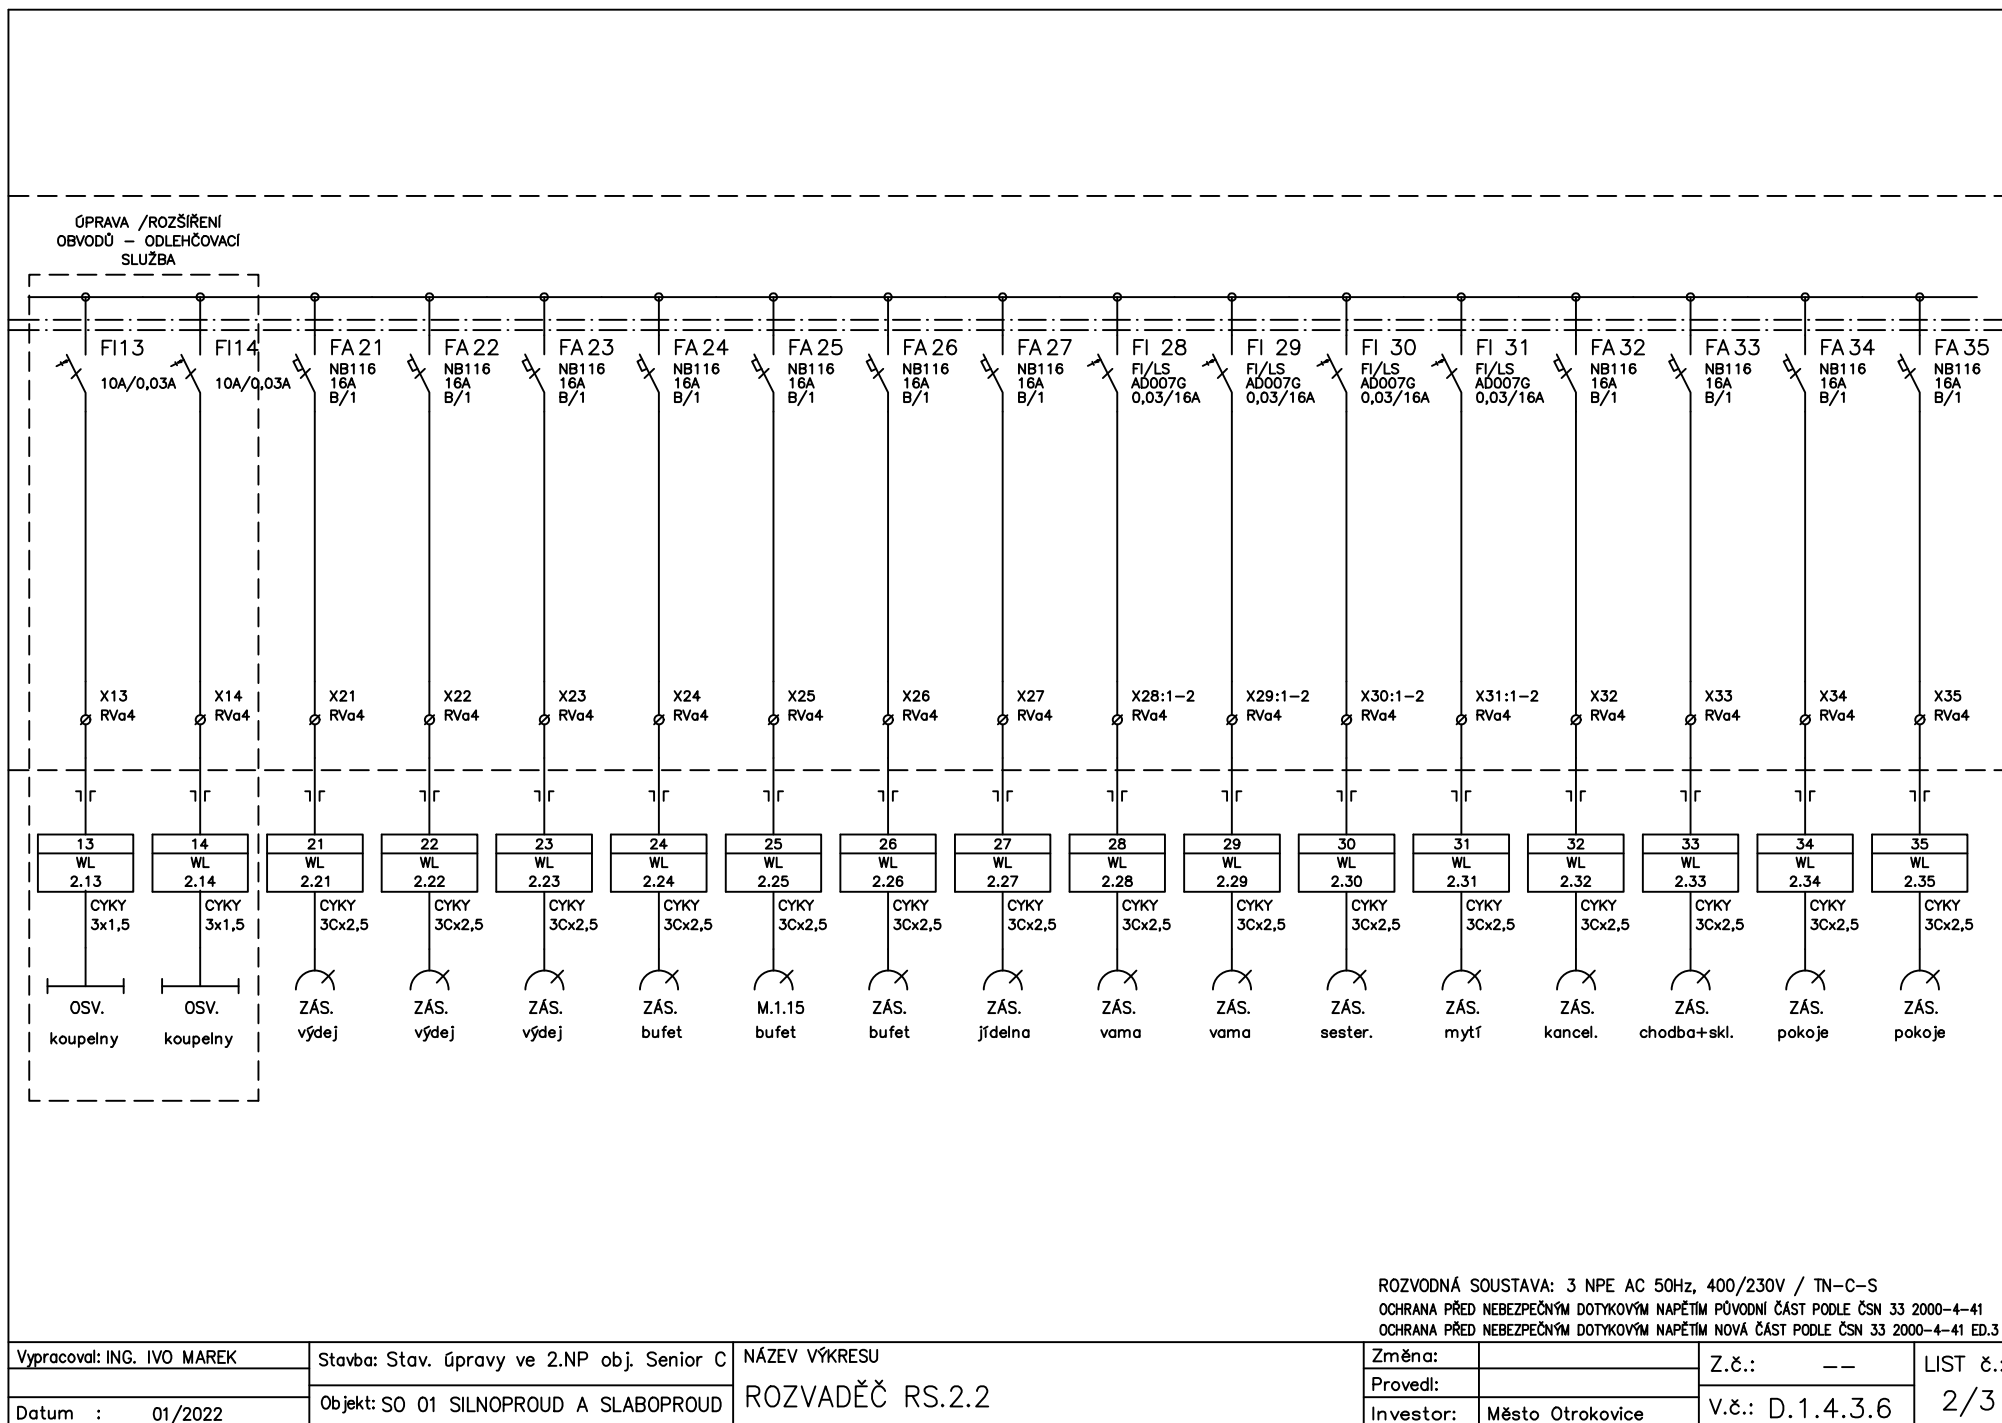 ÚPRAVA /ROZŠÍŘENÍ
OBVODŮ – ODLEHČOVACÍ
SLUŽBA
FI13 FI14 FA21 FA22 FA23 FA24 FA25 FA26 FA27 FI 28 FI 29 FI 30 FI 31 FA32 FA33 FA34 FA35
NB116 NB116 NB116 NB116 NB116 NB116 NB116 FI/LS FI/LS FI/LS FI/LS NB116 NB116 NB116 NB116
10A/0,03A 10A/0,03A 16A 16A 16A 16A 16A 16A 16A AD007G AD007G AD007G AD007G 16A 16A 16A 16A
B/1 B/1 B/1 B/1 B/1 B/1 B/1 0,03/16A 0,03/16A 0,03/16A 0,03/16A B/1 B/1 B/1 B/1
X13 X14 X21 X22 X23 X24 X25 X26 X27 X28:1–2 X29:1–2 X30:1–2 X31:1–2 X32 X33 X34 X35
RVa4 RVa4 RVa4 RVa4 RVa4 RVa4 RVa4 RVa4 RVa4 RVa4 RVa4 RVa4 RVa4 RVa4 RVa4 RVa4 RVa4
13 14 21 22 23 24 25 26 27 28 29 30 31 32 33 34 35
WL WL WL WL WL WL WL WL WL WL WL WL WL WL WL WL WL
2.13 2.14 2.21 2.22 2.23 2.24 2.25 2.26 2.27 2.28 2.29 2.30 2.31 2.32 2.33 2.34 2.35
CYKY CYKY CYKY CYKY CYKY CYKY CYKY CYKY CYKY CYKY CYKY CYKY CYKY CYKY CYKY CYKY CYKY
3x1,5 3x1,5 3Cx2,5 3Cx2,5 3Cx2,5 3Cx2,5 3Cx2,5 3Cx2,5 3Cx2,5 3Cx2,5 3Cx2,5 3Cx2,5 3Cx2,5 3Cx2,5 3Cx2,5 3Cx2,5 3Cx2,5
OSV. OSV. ZÁS. ZÁS. ZÁS. ZÁS. M.1.15 ZÁS. ZÁS. ZÁS. ZÁS. ZÁS. ZÁS. ZÁS. ZÁS. ZÁS. ZÁS.
koupelny koupelny výdej výdej výdej bufet bufet bufet jídelna vama vama sester. mytí kancel. chodba+skl. pokoje pokoje
ROZVODNÁ SOUSTAVA: 3 NPE AC 50Hz, 400/230V / TN–C–S
OCHRANA PŘED NEBEZPEČNÝM DOTYKOVÝM NAPĚTÍM PŮVODNÍ ČÁST PODLE ČSN 33 2000–4–41
OCHRANA PŘED NEBEZPEČNÝM DOTYKOVÝM NAPĚTÍM NOVÁ ČÁST PODLE ČSN 33 2000–4–41 ED.3
Vypracoval: ING. IVO MAREK
Datum : 01/2022
Stavba: Stav. úpravy ve 2.NP obj. Senior C
Objekt: SO 01 SILNOPROUD A SLABOPROUD
NÁZEV VÝKRESU
ROZVADĚČ RS.2.2
Změna:
Provedl:
Investor: Město Otrokovice
Z.č.: ––
V.č.: D.1.4.3.6
LIST č.:
2/3